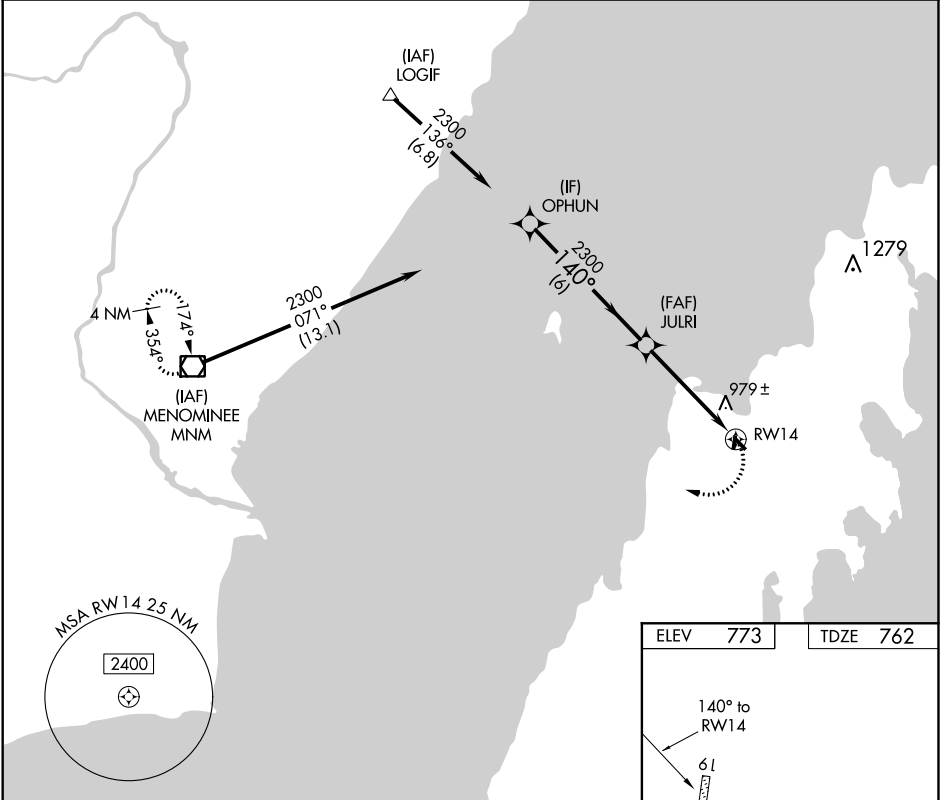 (IAF)
LOGIF
2300
136°
(6.8)
(IF)
OPHUN
2300
140°
(6)
1279
(FAF)
JULRI
2300
071°
(13.1)
4 NM
174°
354°
(IAF)
MENOMINEE
MNM
979 ±
RW14
MSA RW14 25 NM
2400
ELEV 773
TDZE 762
140° to
RW14
19